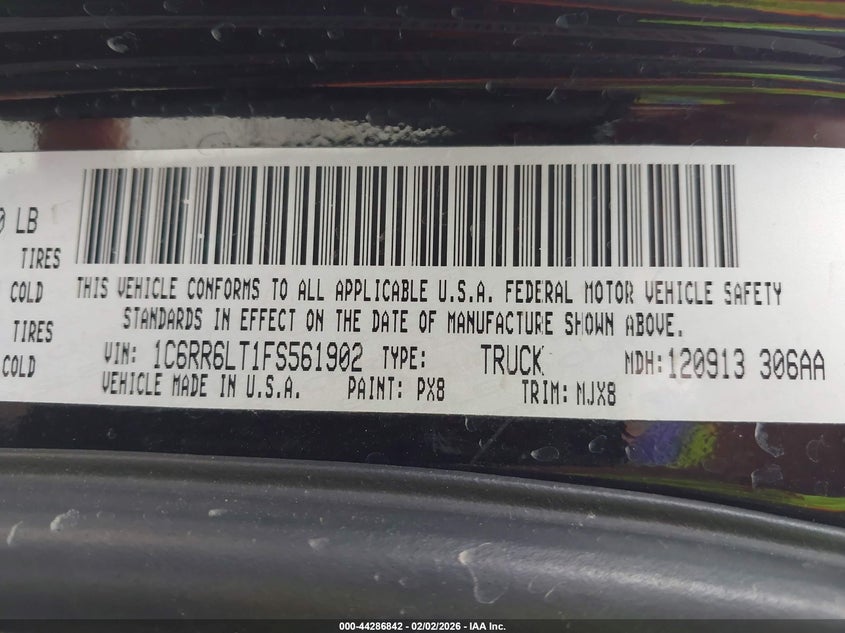 0 LB
TIRES
COLD
TIRES
COLD
THIS VEHICLE CONFORMS TO ALL APPLICABLE U.S.A. FEDERAL MOTOR VEHICLE SAFETY
STANDARDS IN EFFECT ON THE DATE OF MANUFACTURE SHOWN ABOVE.
VIN: 1C6RR6LT1FS561902 TYPE: TRUCK MDH:120913 306AA
VEHICLE MADE IN U.S.A. PAINT: PX8 TRIM: NJX8
000-44286842 - 02/02/2026 - IAA Inc.